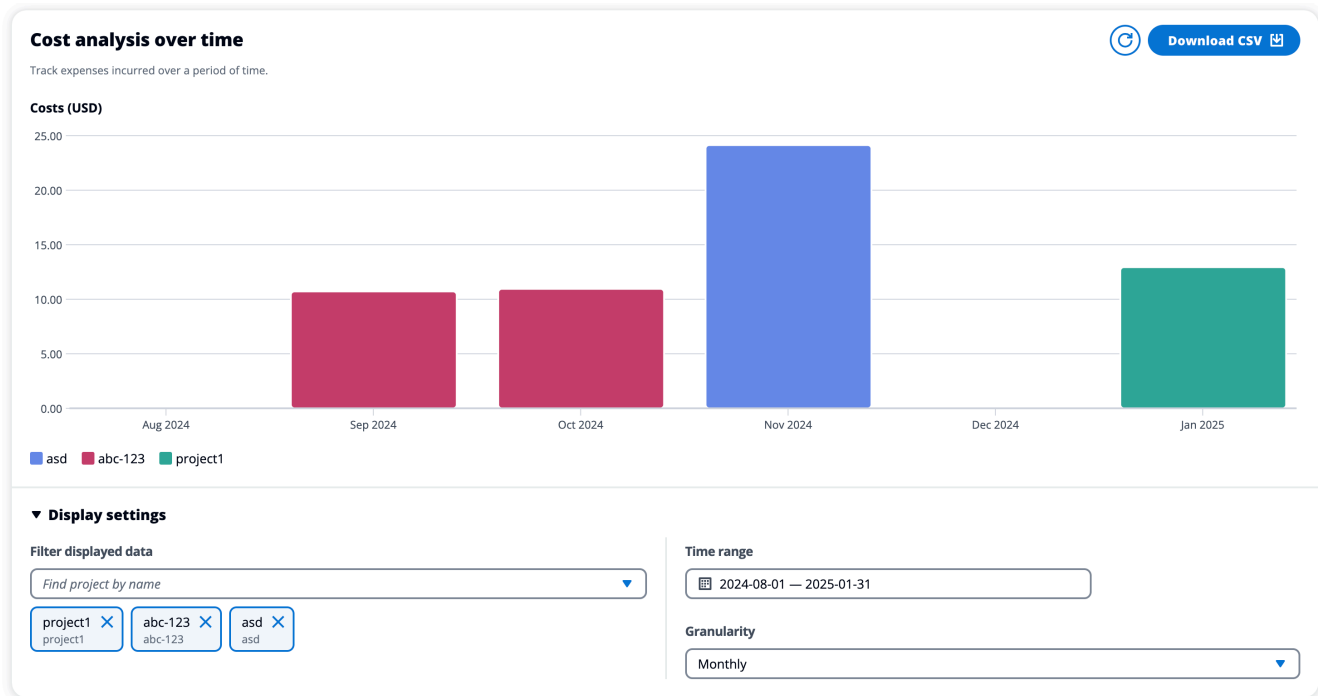 Cost analysis over time
Download CSV
Track expenses incurred over a period of time.
Costs (USD)
25.00
20.00
15.00
10.00
5.00
0.00
Aug 2024 Sep 2024 Oct 2024 Nov 2024 Dec 2024 Jan 2025
asd abc-123 project1
Display settings
Filter displayed data
Find project by name
project1 abc-123 asd
project1 abc-123 asd
Time range
2024-08-01 — 2025-01-31
Granularity
Monthly